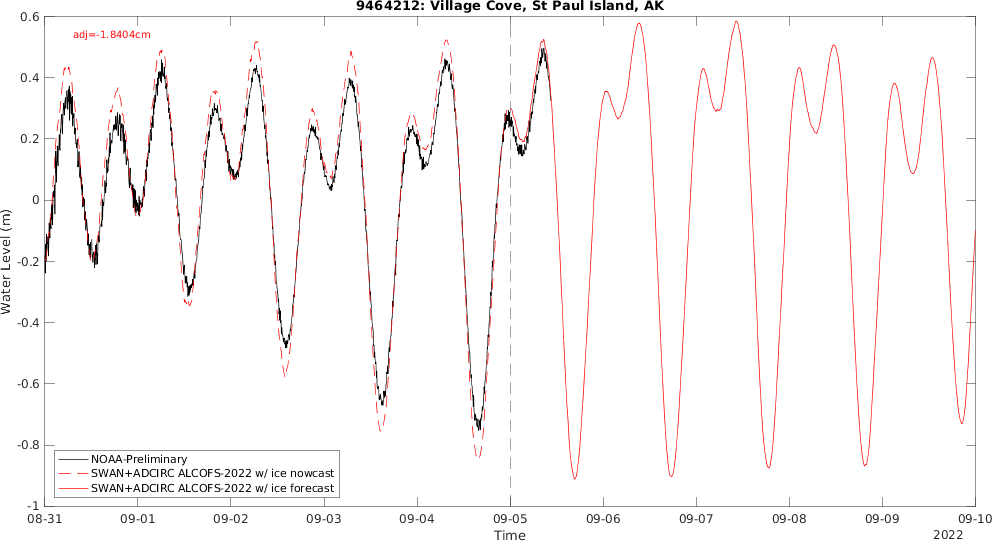 9464212: Village Cove, St Paul Island, AK
adj=-1.8404cm
0.6
0.4
0.2
0
-0.2
-0.4
-0.6
-0.8
-1
Water Level (m)
NOAA-Preliminary
SWAN+ADCIRC ALCOFS-2022 w/ ice nowcast
SWAN+ADCIRC ALCOFS-2022 w/ ice forecast
08-31 09-01 09-02 09-03 09-04 09-05 09-06 09-07 09-08 09-09 09-10
Time
2022